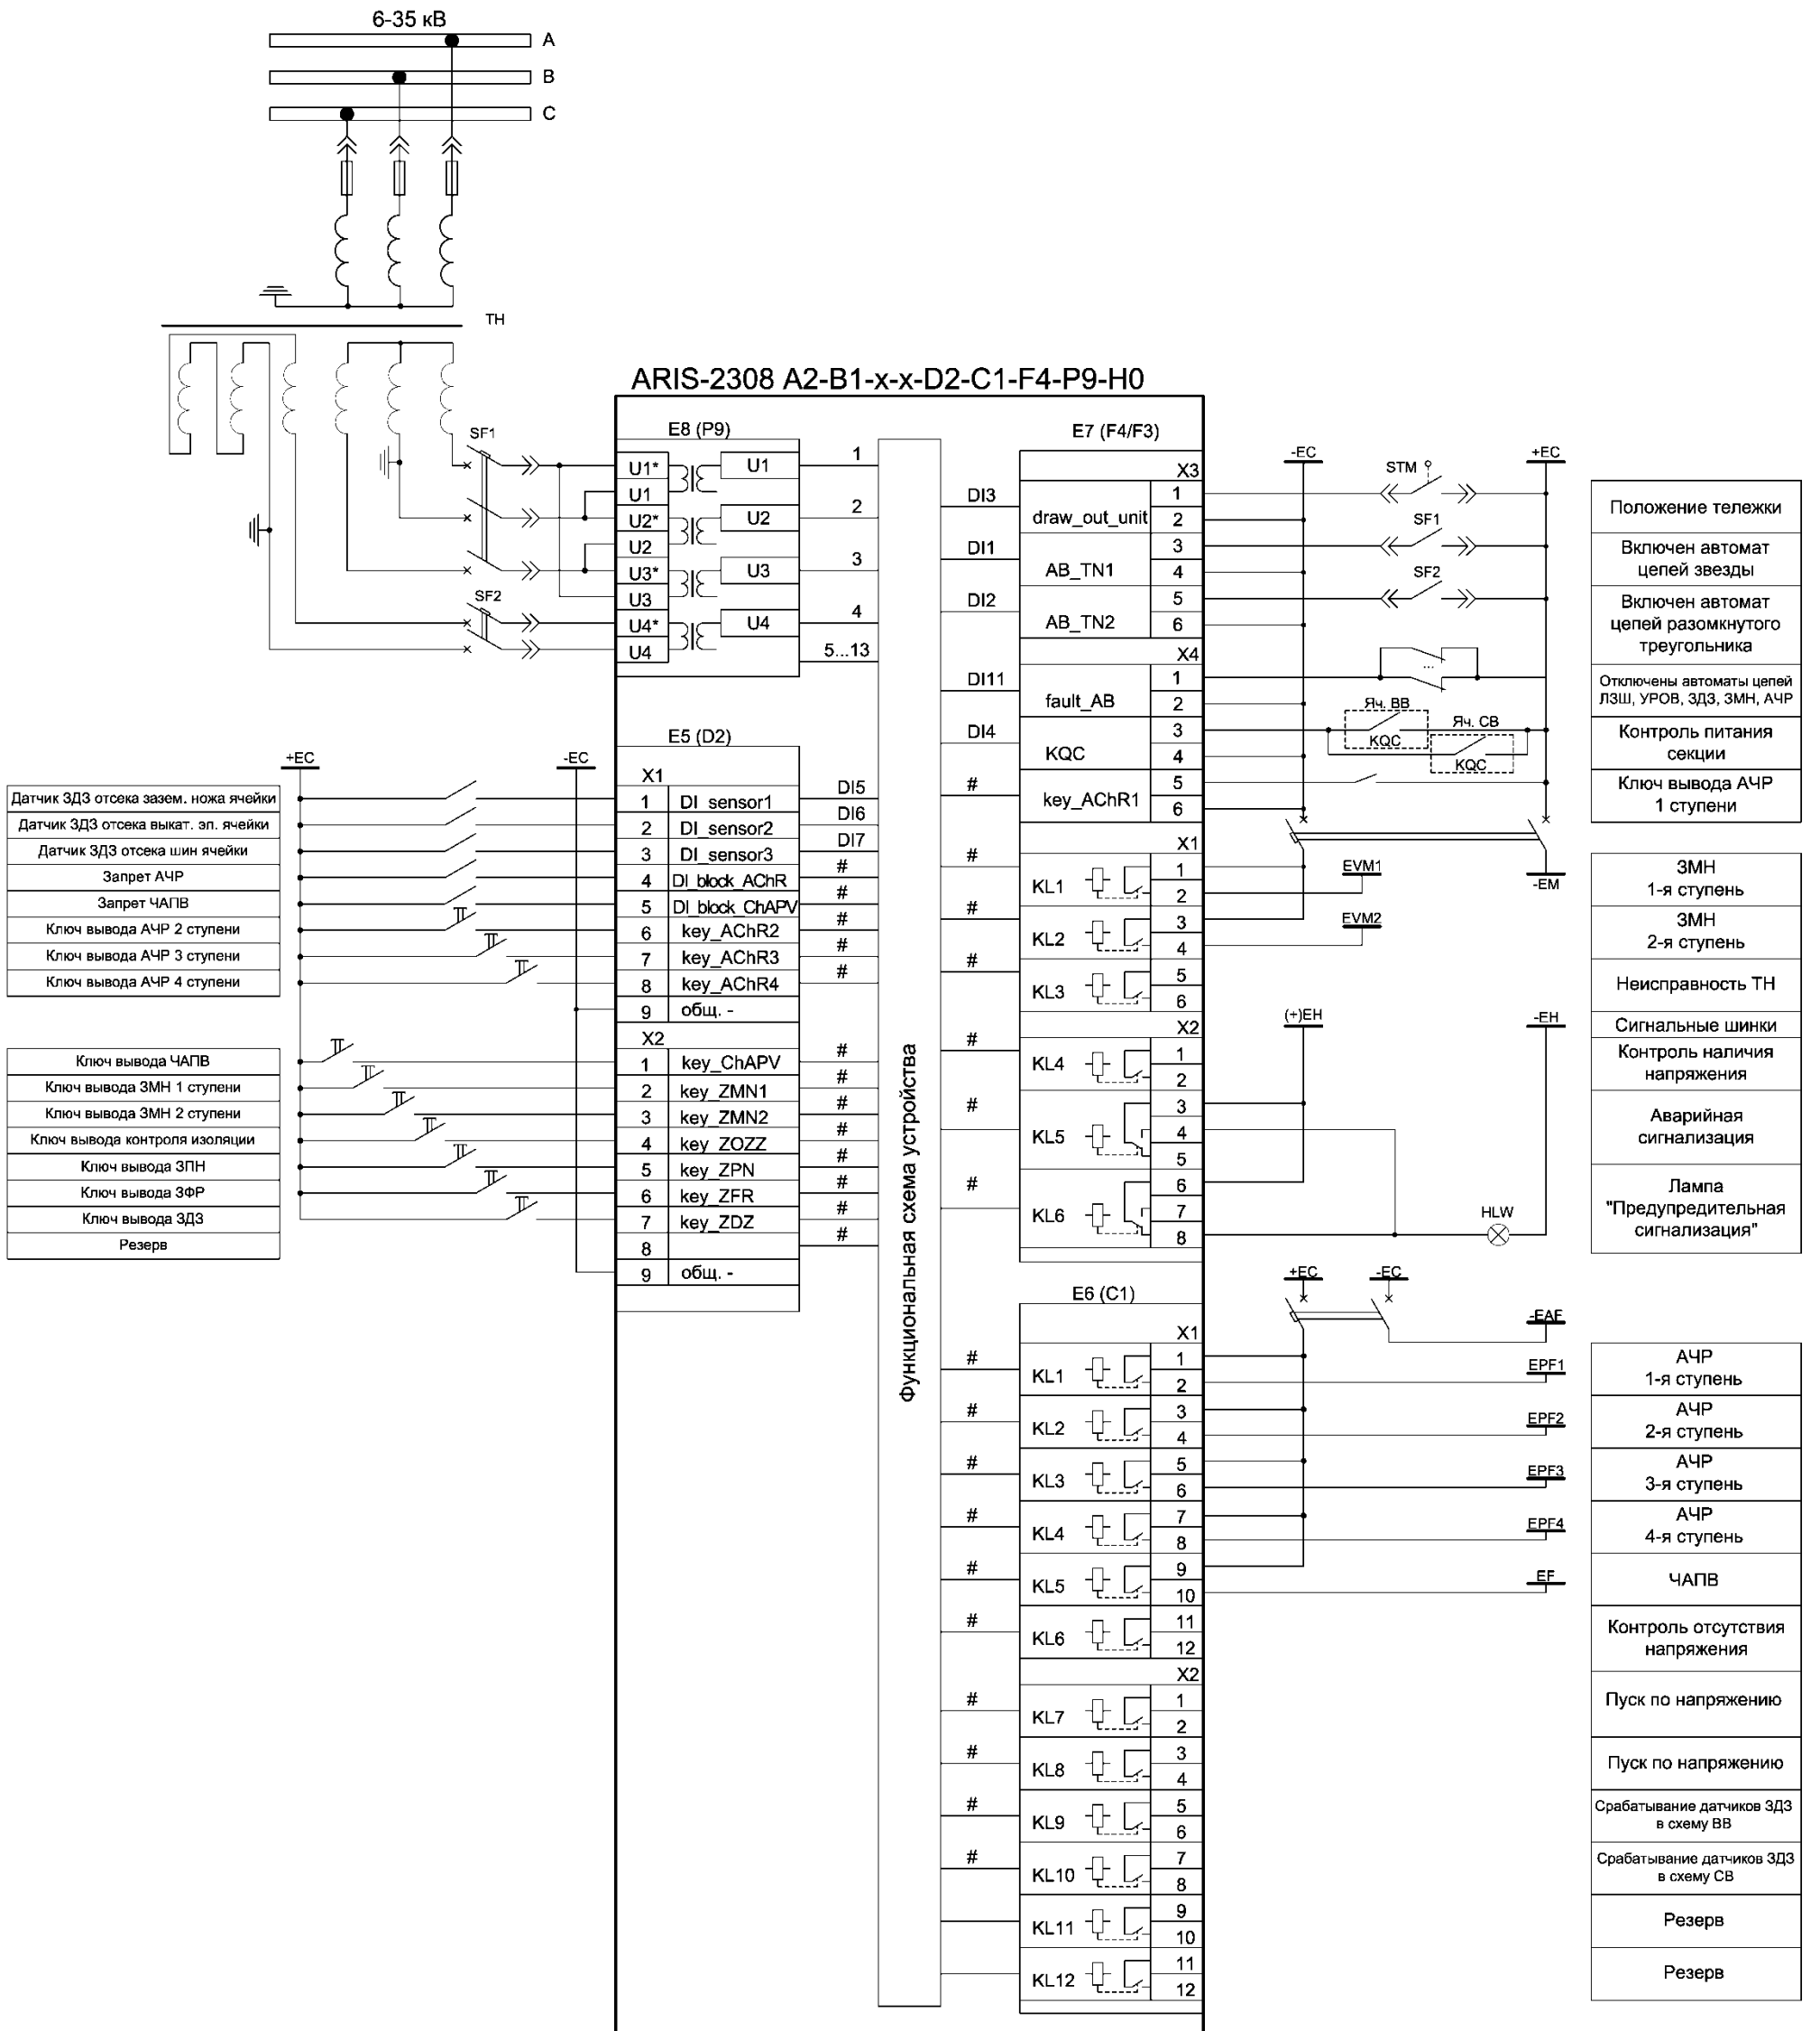 6-35 кВ
A
B
C
ТН
ARIS-2308 A2-B1-x-x-D2-C1-F4-P9-H0
SF1
SF2
E8 (P9)
U1*
U1
U2*
U2
U3*
U3
U4*
U4
U1
U2
U3
U4
1
2
3
4
5...13
E5 (D2)
+EC
-EC
X1
Датчик ЗДЗ отсека зазем. ножа ячейки
1 DI_sensor1 DI5
Датчик ЗДЗ отсека выкат. эл. ячейки
2 DI_sensor2 DI6
Датчик ЗДЗ отсека шин ячейки
3 DI_sensor3 DI7
Запрет АЧР
4 DI_block_AChR #
Запрет ЧАПВ
5 DI_block_ChAPV #
Ключ вывода АЧР 2 ступени
6 key_AChR2 #
Ключ вывода АЧР 3 ступени
7 key_AChR3 #
Ключ вывода АЧР 4 ступени
8 key_AChR4 #
9 общ. -
X2
Ключ вывода ЧАПВ
1 key_ChAPV #
Ключ вывода ЗМН 1 ступени
2 key_ZMN1 #
Ключ вывода ЗМН 2 ступени
3 key_ZMN2 #
Ключ вывода контроля изоляции
4 key_ZOZZ #
Ключ вывода ЗПН
5 key_ZPN #
Ключ вывода ЗФР
6 key_ZFR #
Ключ вывода ЗДЗ
7 key_ZDZ #
Резерв
8 #
9 общ. -
Функциональная схема устройства
E7 (F4/F3)
-EC
+EC
X3
DI3 draw_out_unit 1 2
STM
Положение тележки
DI1 AB_TN1 3 4
SF1
Включен автомат
цепей звезды
DI2 AB_TN2 5 6
SF2
Включен автомат
цепей разомкнутого
треугольника
X4
DI11 fault_AB 1 2
...
Отключены автоматы цепей
ЛЗШ, УРОВ, ЗДЗ, ЗМН, АЧР
DI4 KQC 3 4
Яч. ВВ
KQC
Яч. СВ
KQC
Контроль питания
секции
# key_AChR1 5 6
Ключ вывода АЧР
1 ступени
X1
-EM
# KL1 1 2
EVM1
ЗМН
1-я ступень
# KL2 3 4
EVM2
ЗМН
2-я ступень
# KL3 5 6
Неисправность ТН
X2
(+)EH
-EH
Сигнальные шинки
# KL4 1 2
Контроль наличия
напряжения
# KL5 3 4 5
Аварийная
сигнализация
# KL6 6 7 8
HLW
Лампа
"Предупредительная
сигнализация"
E6 (C1)
+EC
-EC
-EAF
X1
# KL1 1 2
EPF1
АЧР
1-я ступень
# KL2 3 4
EPF2
АЧР
2-я ступень
# KL3 5 6
EPF3
АЧР
3-я ступень
# KL4 7 8
EPF4
АЧР
4-я ступень
# KL5 9 10
EF
ЧАПВ
# KL6 11 12
Контроль отсутствия
напряжения
X2
# KL7 1 2
Пуск по напряжению
# KL8 3 4
Пуск по напряжению
# KL9 5 6
Срабатывание датчиков ЗДЗ
в схему ВВ
# KL10 7 8
Срабатывание датчиков ЗДЗ
в схему СВ
KL11 9 10
Резерв
KL12 11 12
Резерв